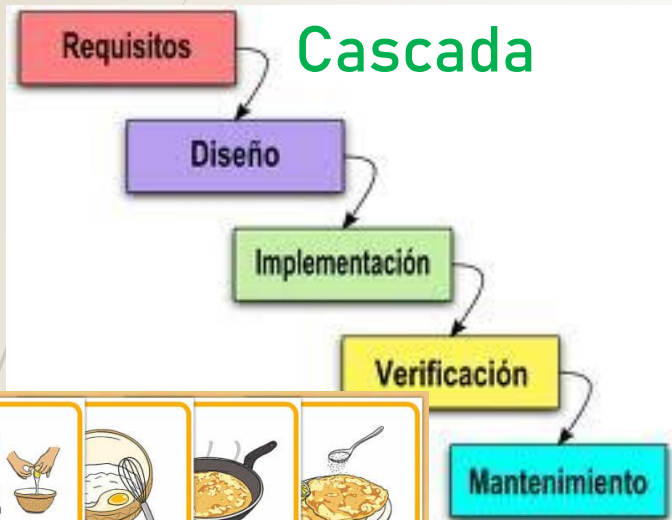 Cascada
Requisitos
Diseño
Implementación
Verificación
Mantenimiento